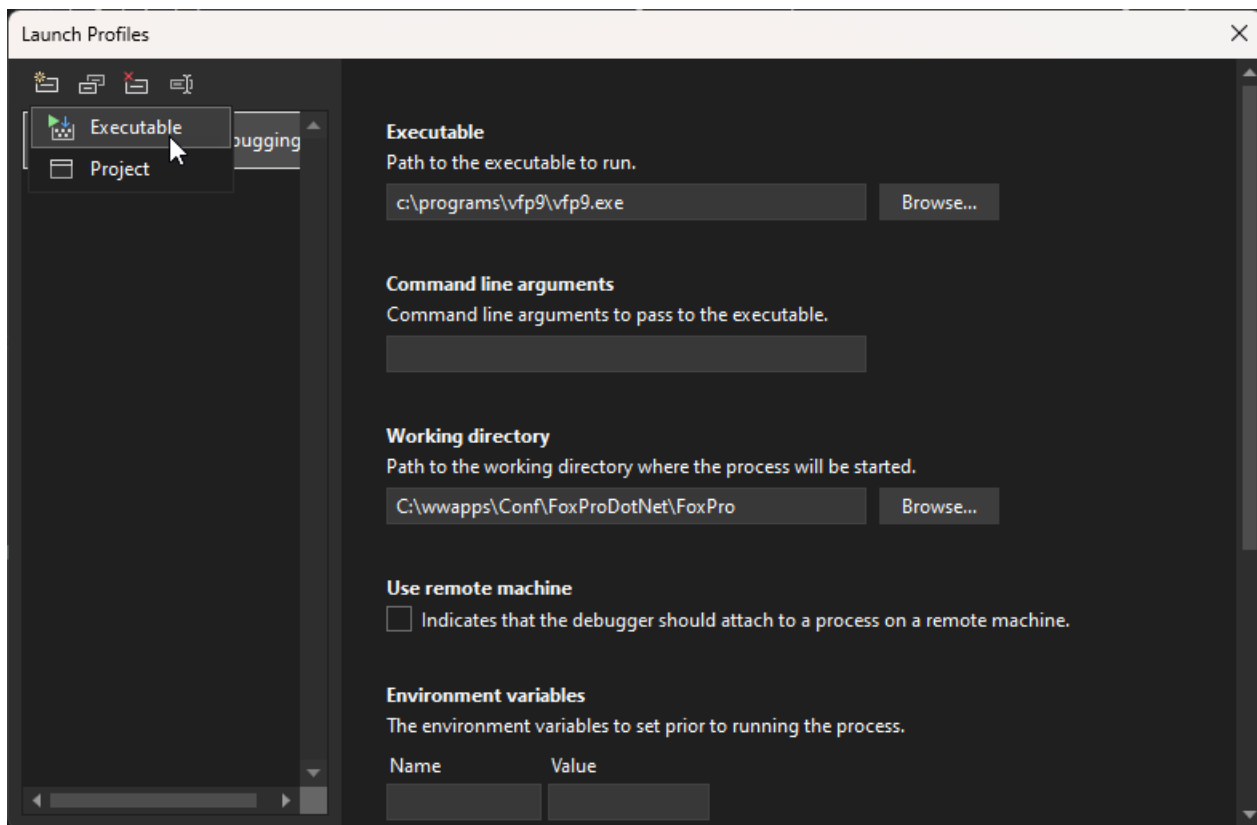 Launch Profiles
Executable
Project
bugging
Executable
Path to the executable to run.
c:\programs\vfp9\vfp9.exe
Browse...
Command line arguments
Command line arguments to pass to the executable.
Working directory
Path to the working directory where the process will be started.
C:\wwapps\Conf\FoxProDotNet\FoxPro
Browse...
Use remote machine
Indicates that the debugger should attach to a process on a remote machine.
Environment variables
The environment variables to set prior to running the process.
Name Value